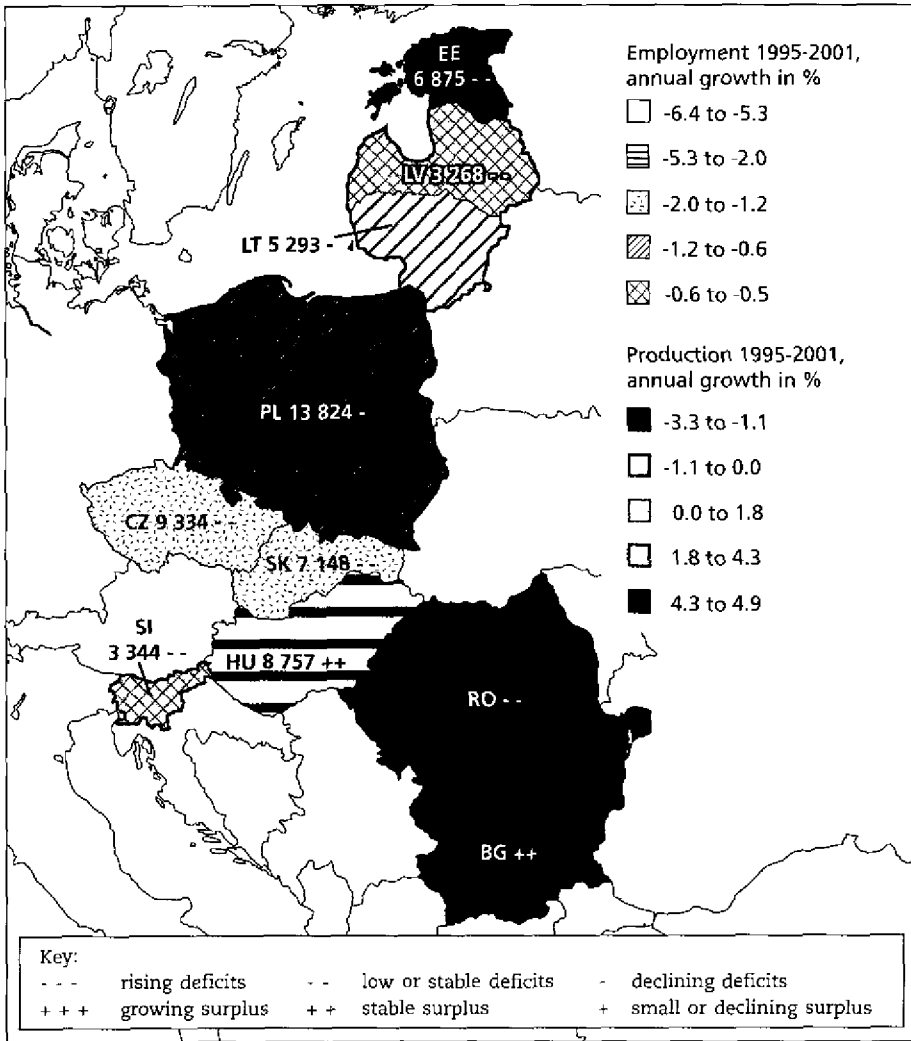 EE
6 875 - -
LV 3 268 - -
LT 5 293 -
PL 13 824 -
CZ 9 334 - -
SK 7 148 - -
SI
3 344 - -
HU 8 757 ++
RO - -
BG ++
Employment 1995-2001,
annual growth in %
-6.4 to -5.3
-5.3 to -2.0
-2.0 to -1.2
-1.2 to -0.6
-0.6 to -0.5
Production 1995-2001,
annual growth in %
-3.3 to -1.1
-1.1 to 0.0
0.0 to 1.8
1.8 to 4.3
4.3 to 4.9
Key:
- - - rising deficits - - low or stable deficits - declining deficits
+ + + growing surplus + + stable surplus + small or declining surplus